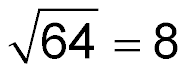 √64 = 8